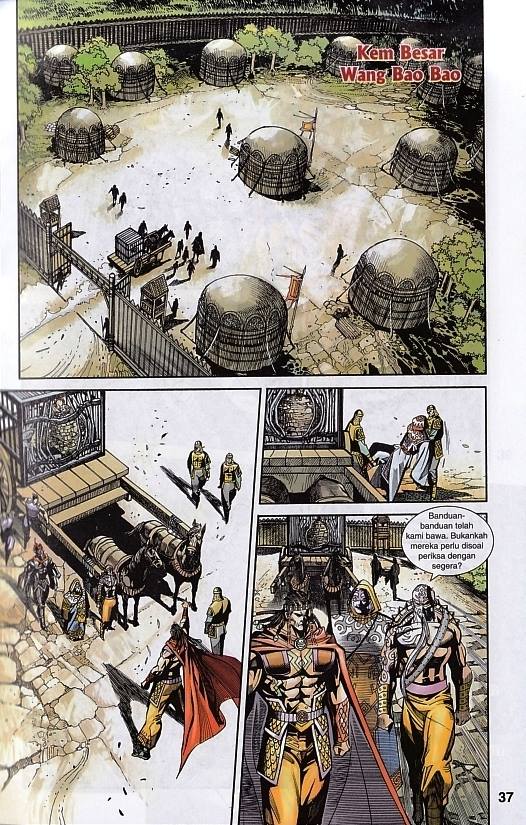 Kem Besar
Wang Bao Bao
Banduan-
banduan telah
kami bawa. Bukankah
mereka perlu disoal
periksa dengan
segera?
37